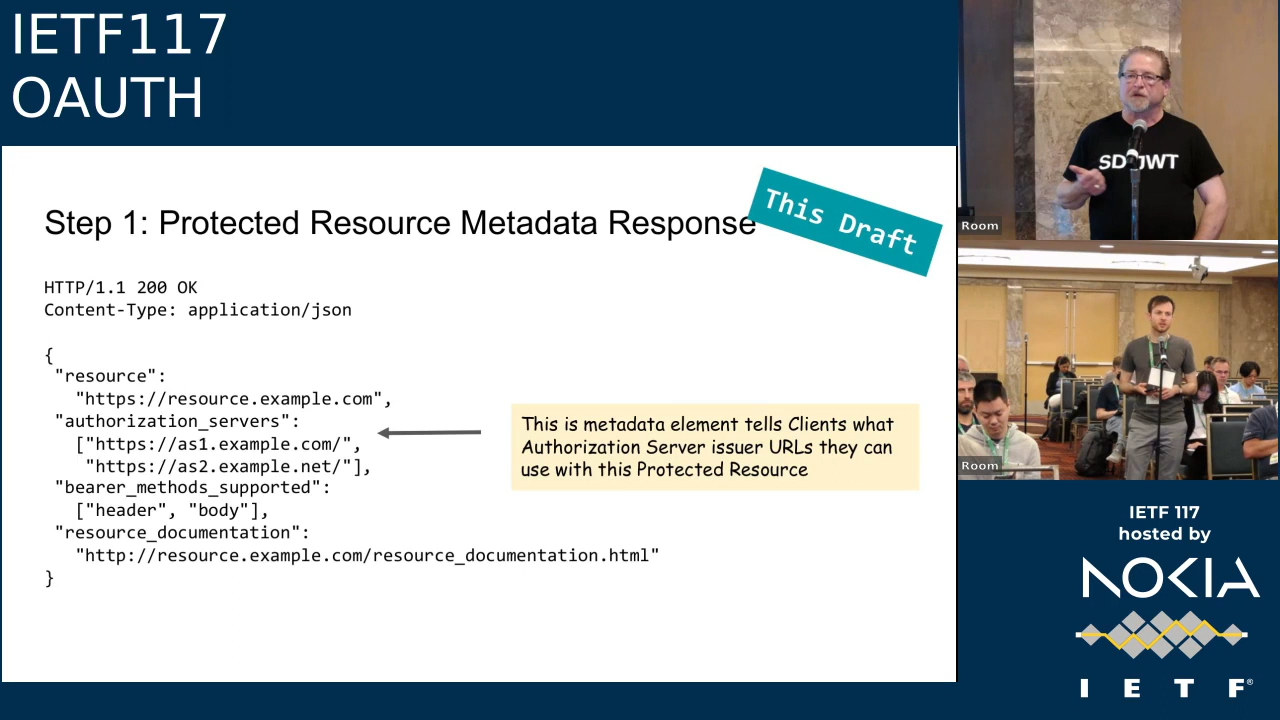 IETF117
OAUTH
This Draft
Step 1: Protected Resource Metadata Response
HTTP/1.1 200 OK
Content-Type: application/json
{
"resource":
"https://resource.example.com",
"authorization_servers":
["https://as1.example.com/",
"https://as2.example.net/"],
"bearer_methods_supported":
["header", "body"],
"resource_documentation":
"http://resource.example.com/resource_documentation.html"
}
This is metadata element tells Clients what
Authorization Server issuer URLs they can
use with this Protected Resource
SD-JWT
Room
Room
IETF 117
hosted by
NOKIA
I E T F®